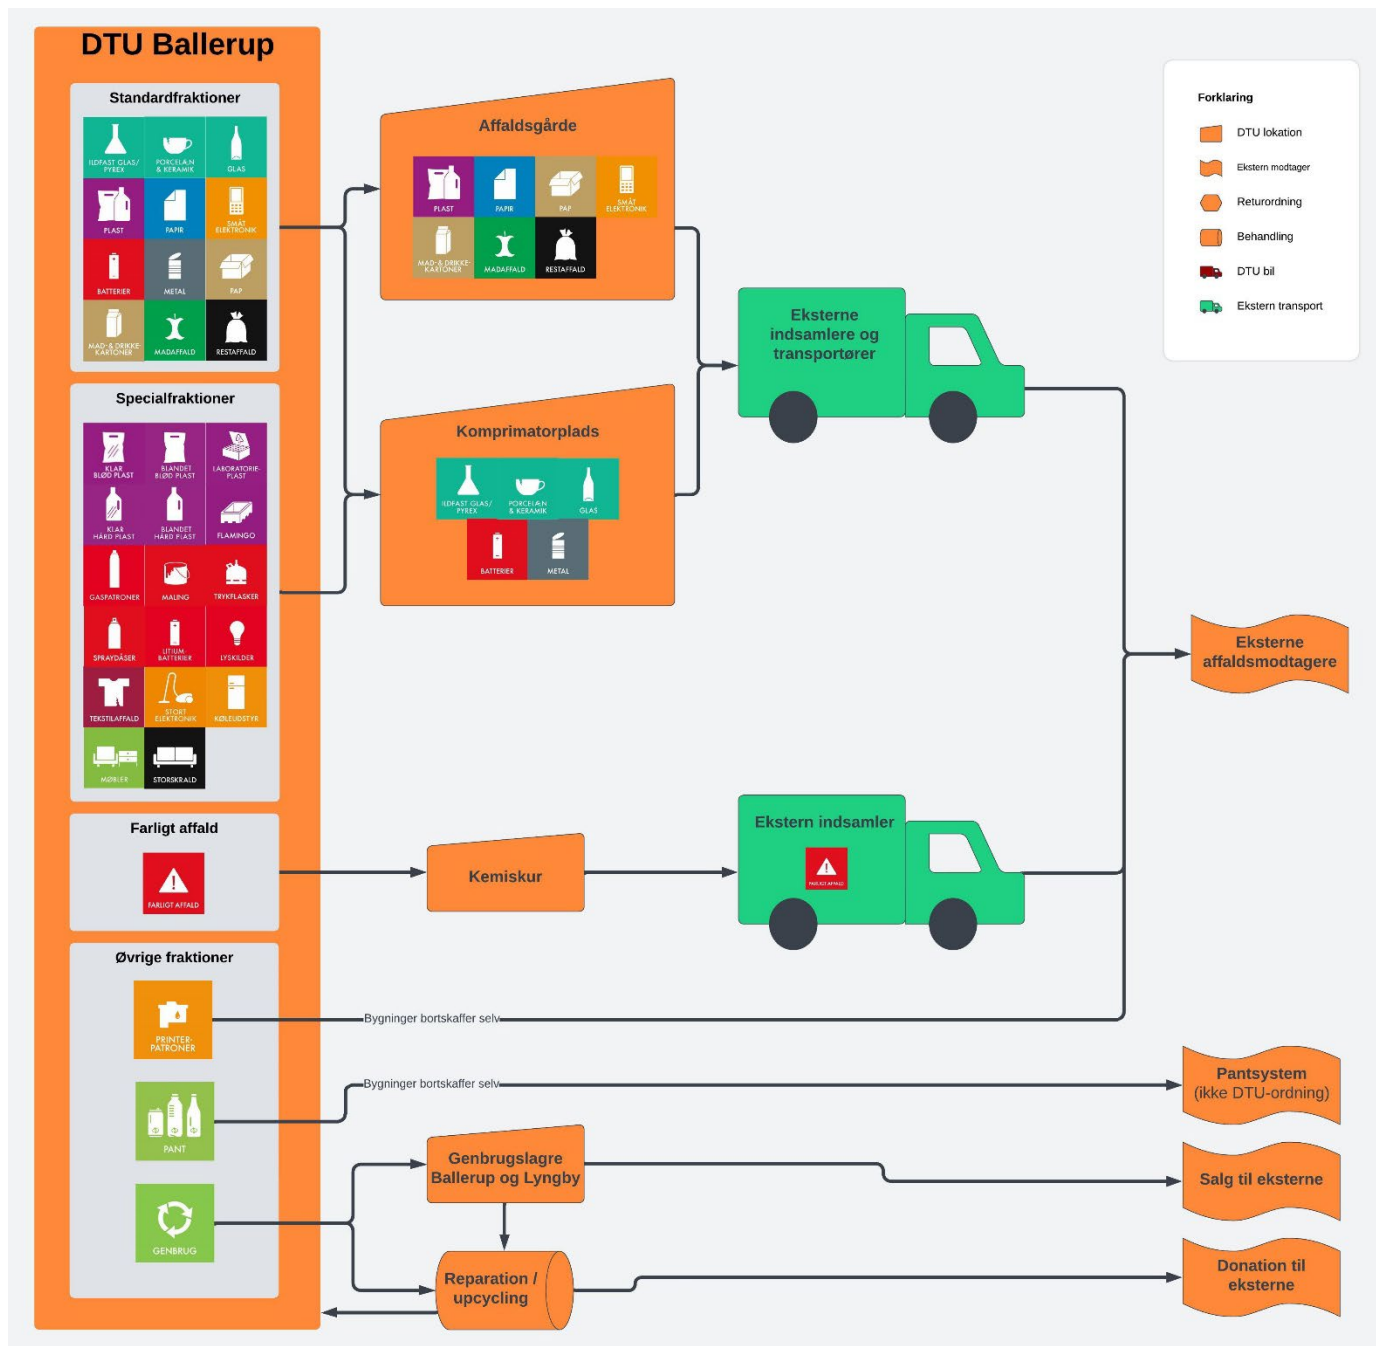 DTU Ballerup
Standardfraktioner
ILDFAST GLAS/
PYREX
PORCELÆN
& KERAMIK
GLAS
PLAST
PAPIR
SMÅT
ELEKTRONIK
BATTERIER
METAL
PAP
MAD- & DRIKKE-
KARTONER
MADAFFALD
RESTAFFALD
Specialfraktioner
KLAR
BLØD PLAST
BLANDET
BLØD PLAST
LABORATORIE-
PLAST
KLAR
HÅRD PLAST
BLANDET
HÅRD PLAST
FLAMINGO
GASPATRONER
MALING
TRYKFLASKER
SPRAYDÅSER
LITIUM-
BATTERIER
LYSKILDER
TEKSTILAFFALD
STORT
ELEKTRONIK
KØLEUDSTYR
MØBLER
STORSKRALD
Farligt affald
FARLIGT AFFALD
Øvrige fraktioner
PRINTER-
PATRONER
PANT
GENBRUG
Affaldsgårde
PLAST
PAPIR
PAP
SMÅT
ELEKTRONIK
MAD- & DRIKKE-
KARTONER
MADAFFALD
RESTAFFALD
Komprimatorplads
ILDFAST GLAS/
PYREX
PORCELÆN
& KERAMIK
GLAS
BATTERIER
METAL
Eksterne
indsamlere og
transportører
Kemiskur
Ekstern indsamler
FARLIGT AFFALD
Eksterne
affaldsmodtagere
Bygninger bortskaffer selv
Bygninger bortskaffer selv
Pantsystem
(ikke DTU-ordning)
Genbrugslagre
Ballerup og Lyngby
Salg til eksterne
Reparation /
upcycling
Donation til
eksterne
Forklaring
DTU lokation
Ekstern modtager
Returordning
Behandling
DTU bil
Ekstern transport